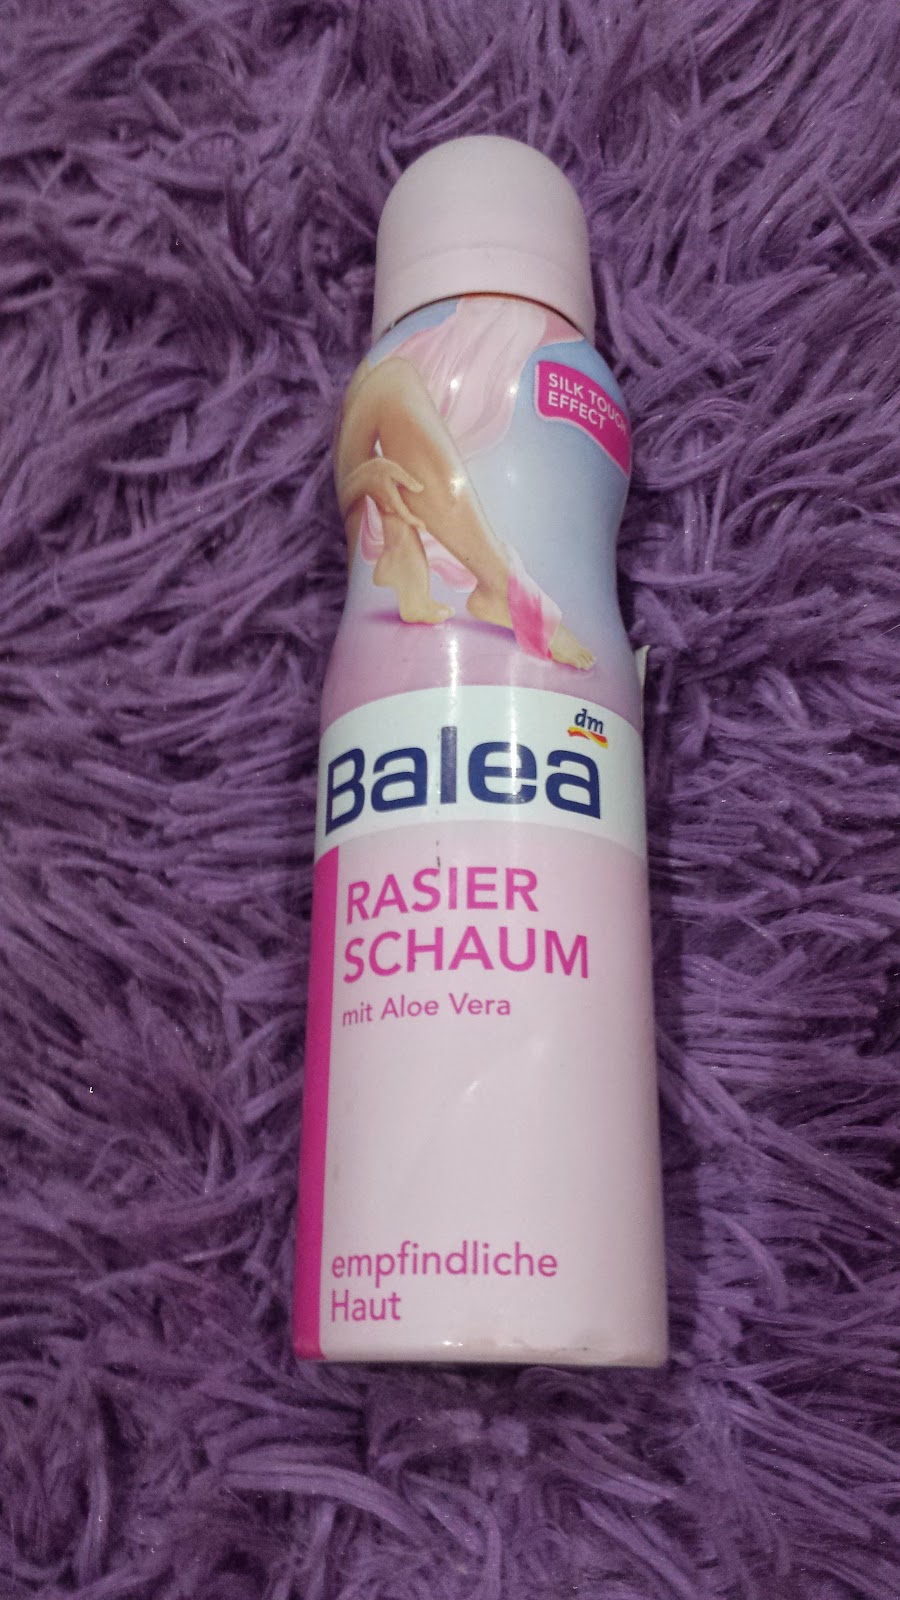 SILK TOUCH
EFFECT
dm
Balea
RASIER
SCHAUM
mit Aloe Vera
empfindliche
Haut